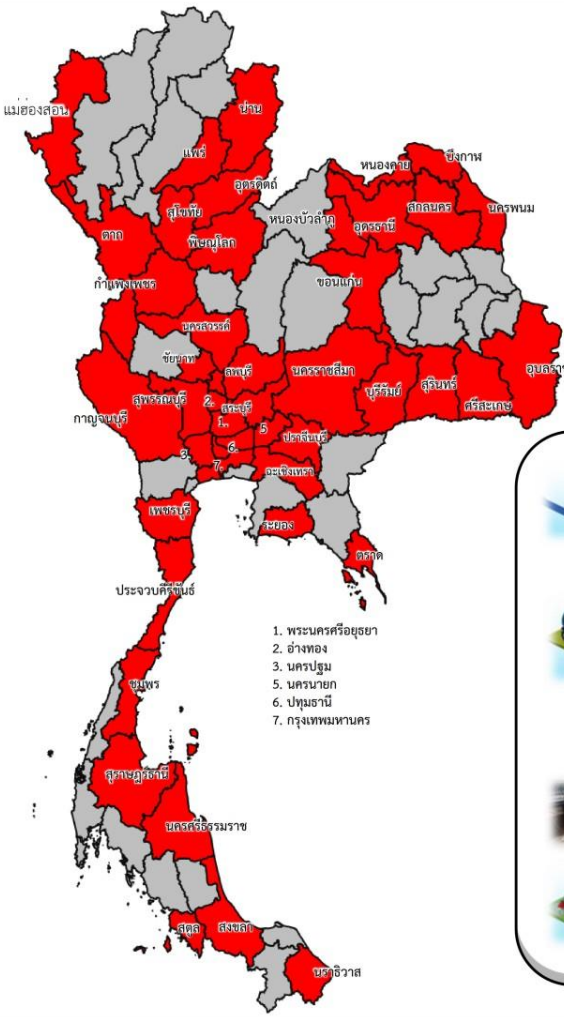 แม่ฮ่องสอน
น่าน
แพร่
อุตรดิตถ์
สุโขทัย
ตาก
พิษณุโลก
กำแพงเพชร
หนองคาย
บึงกาฬ
หนองบัวลำภู
อุดรธานี
สกลนคร
นครพนม
ขอนแก่น
นครสวรรค์
ชัยนาท
ลพบุรี
นครราชสีมา
บุรีรัมย์
สุรินทร์
ศรีสะเกษ
อุบลราช
กาญจนบุรี
สุพรรณบุรี
2.
สระบุรี
1.
5
ปราจีนบุรี
6.
3.
7.
ฉะเชิงเทรา
เพชรบุรี
ระยอง
ตราด
ประจวบคีรีขันธ์
1. พระนครศรีอยุธยา
2. อ่างทอง
3. นครปฐม
5. นครนายก
6. ปทุมธานี
7. กรุงเทพมหานคร
ชุมพร
สุราษฎร์ธานี
นครศรีธรรมราช
สตูล
สงขลา
นราธิวาส